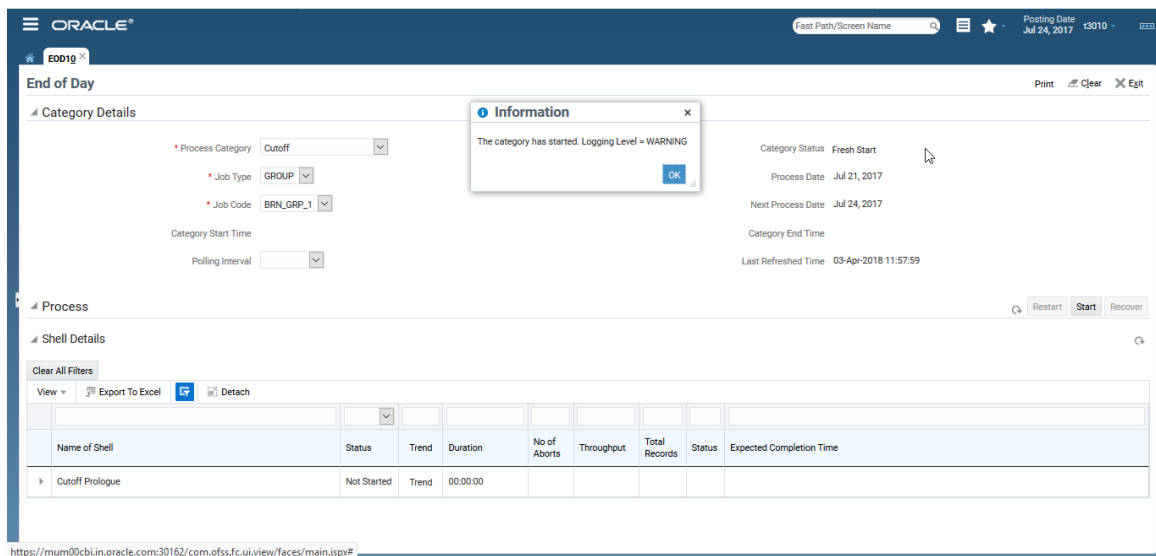 ORACLE®
Fast Path/Screen Name
Posting Date
Jul 24, 2017
t3010
EOD10
End of Day
Print Clear Exit
Category Details
Information
The category has started. Logging Level = WARNING
OK
* Process Category Cutoff
* Job Type GROUP
* Job Code BRN_GRP_1
Category Start Time
Polling Interval
Category Status Fresh Start
Process Date Jul 21, 2017
Next Process Date Jul 24, 2017
Category End Time
Last Refreshed Time 03-Apr-2018 11:57:59
Process
Restart Start Recover
Shell Details
Clear All Filters
View Export To Excel Detach
Name of Shell Status Trend Duration No of Aborts Throughput Total Records Status Expected Completion Time
Cutoff Prologue Not Started Trend 00:00:00
https://mum00cbi.in.oracle.com:30162/com.ofss.fc.ui.view/faces/main.jspx#